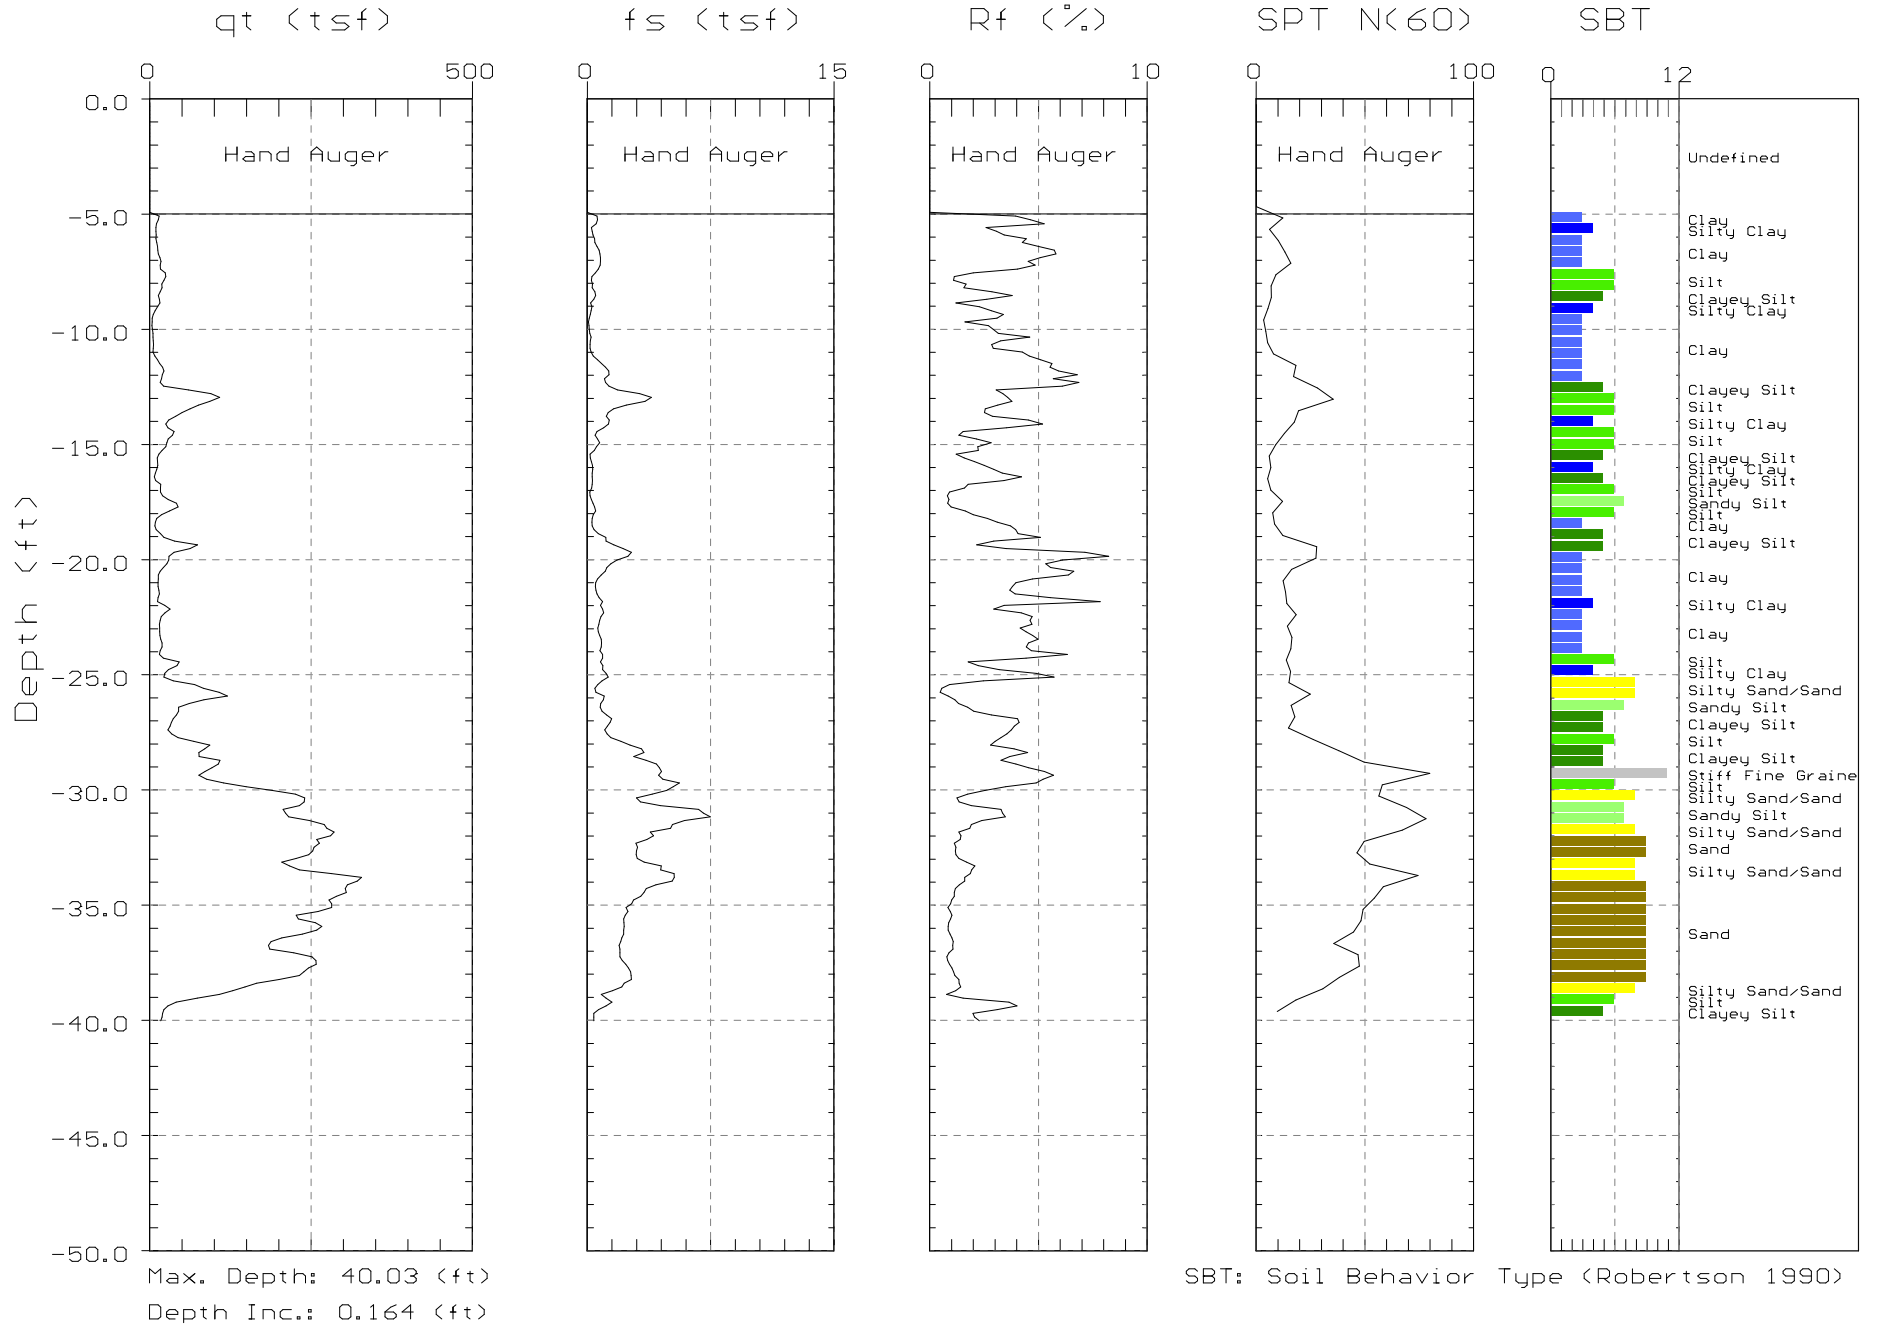 qt (tsf) fs (tsf) Rf (%) SPT N(60) SBT
0 500 0 15 0 10 0 100 0 12
0.0
Hand Auger Hand Auger Hand Auger Hand Auger
Undefined
-5.0
Clay
Silty Clay
Clay
Silt
Clayey Silt
Silty Clay
-10.0
Clay
Clayey Silt
Silt
Silty Clay
Silt
-15.0
Clayey Silt
Silty Clay
Clayey Silt
Silt
Sandy Silt
Silt
Clay
Clayey Silt
-20.0
Clay
Silty Clay
Clay
Silt
Silty Clay
-25.0
Silty Sand/Sand
Sandy Silt
Clayey Silt
Silt
Clayey Silt
Stiff Fine Graine
Silt
-30.0
Silty Sand/Sand
Sandy Silt
Silty Sand/Sand
Sand
Silty Sand/Sand
-35.0
Sand
Silty Sand/Sand
Silt
Clayey Silt
-40.0
-45.0
-50.0
Depth (ft)
Max. Depth: 40.03 (ft)
SBT: Soil Behavior Type (Robertson 1990)
Depth Inc.: 0.164 (ft)